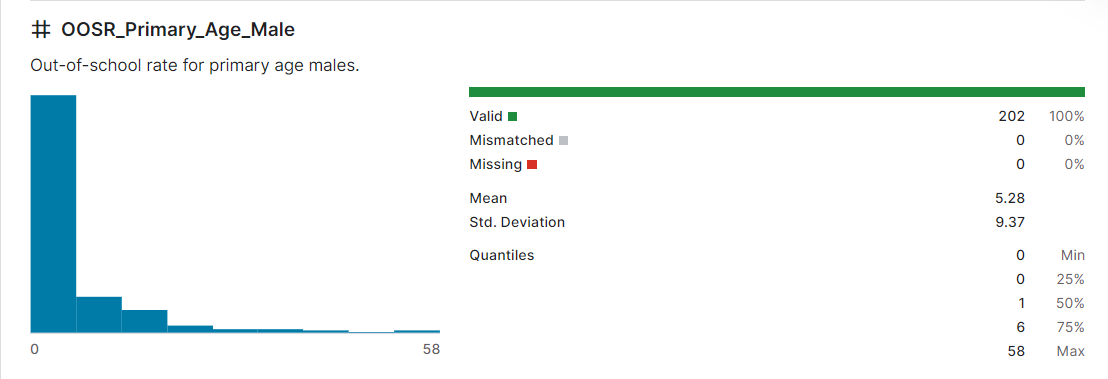 # OOSR_Primary_Age_Male
Out-of-school rate for primary age males.
0 58
Valid 202 100%
Mismatched 0 0%
Missing 0 0%
Mean 5.28
Std. Deviation 9.37
Quantiles 0 Min
0 25%
1 50%
6 75%
58 Max